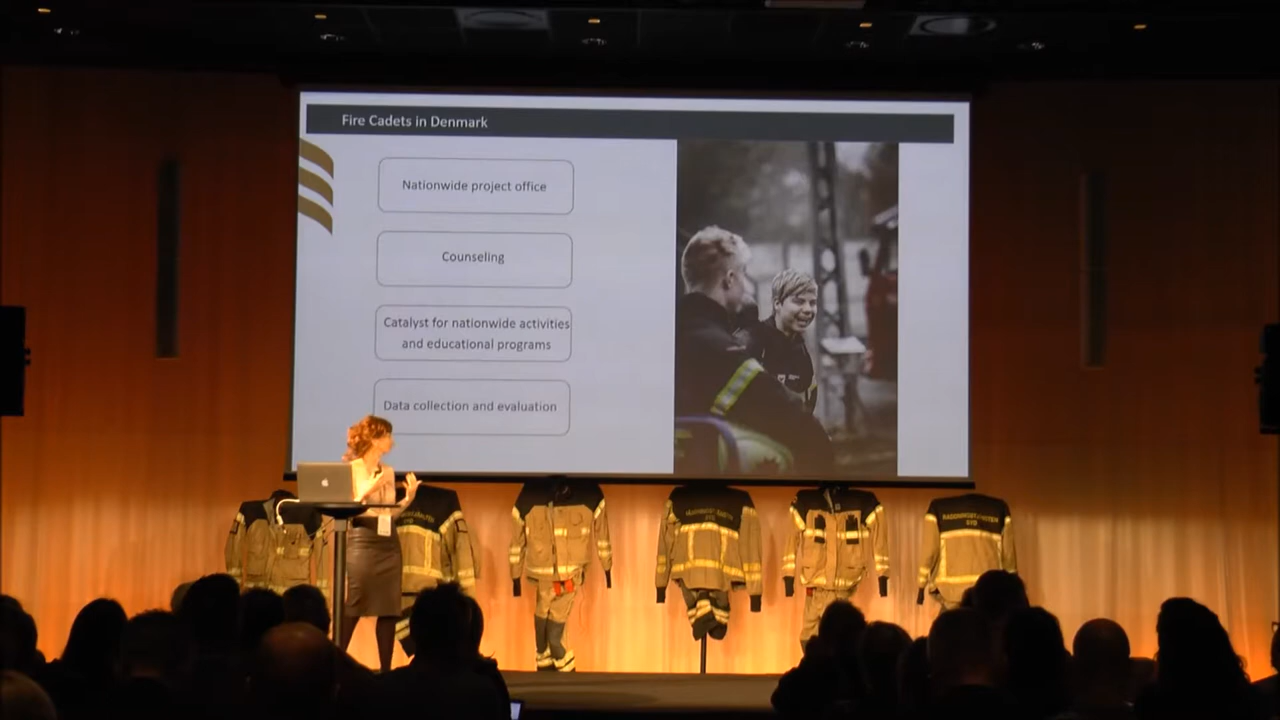 Fire Cadets in Denmark
Nationwide project office
Counseling
Catalyst for nationwide activities
and educational programs
Data collection and evaluation
SYD